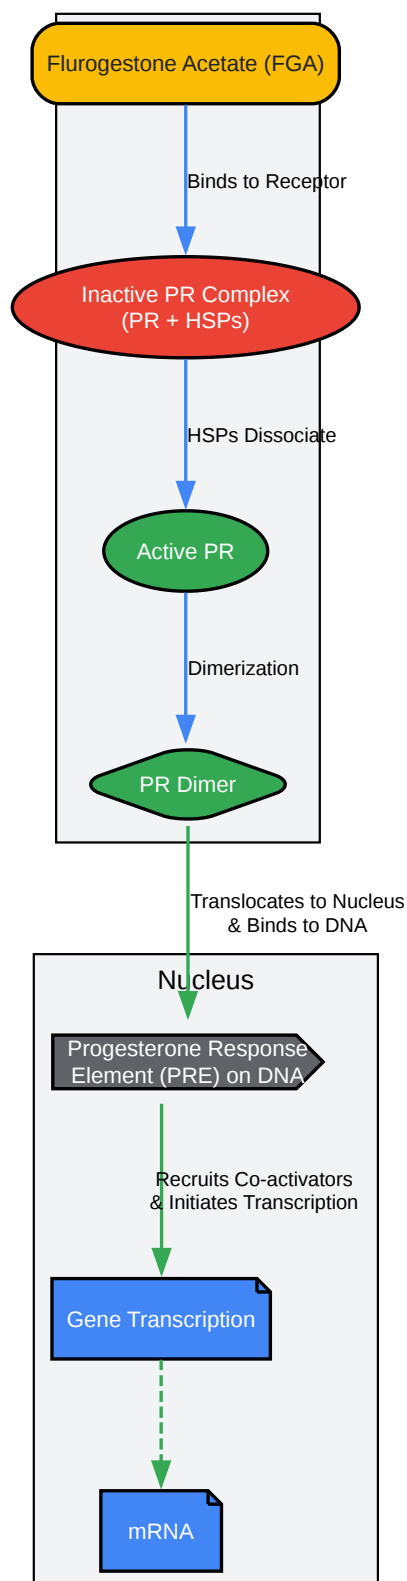 Flurogestone Acetate (FGA)
Binds to Receptor
Inactive PR Complex
(PR + HSPs)
HSPs Dissociate
Active PR
Dimerization
PR Dimer
Translocates to Nucleus
& Binds to DNA
Nucleus
Progesterone Response
Element (PRE) on DNA
Recruits Co-activators
& Initiates Transcription
Gene Transcription
mRNA